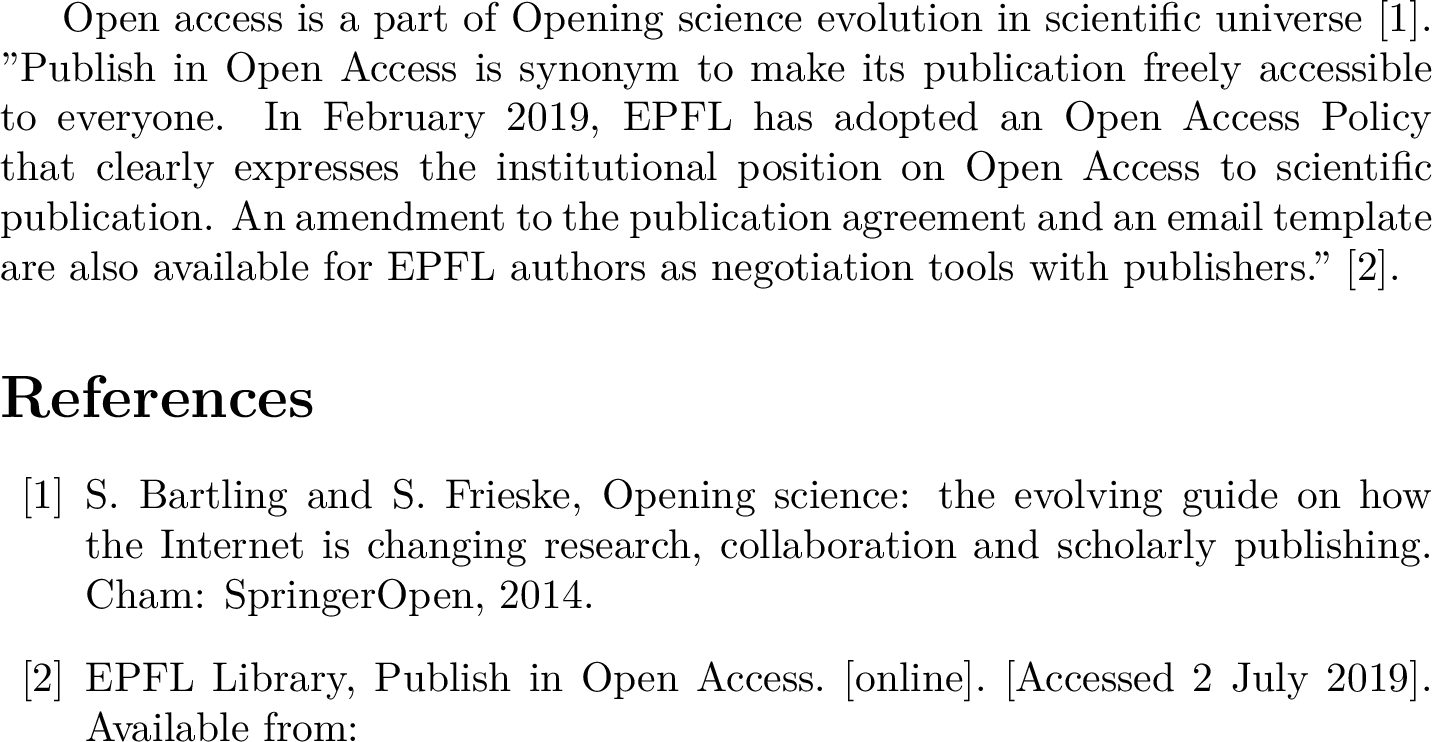 Open access is a part of Opening science evolution in scientific universe [1].
”Publish in Open Access is synonym to make its publication freely accessible
to everyone. In February 2019, EPFL has adopted an Open Access Policy
that clearly expresses the institutional position on Open Access to scientific
publication. An amendment to the publication agreement and an email template
are also available for EPFL authors as negotiation tools with publishers.” [2].
References
[1] S. Bartling and S. Frieske, Opening science: the evolving guide on how
the Internet is changing research, collaboration and scholarly publishing.
Cham: SpringerOpen, 2014.
[2] EPFL Library, Publish in Open Access. [online]. [Accessed 2 July 2019].
Available from: